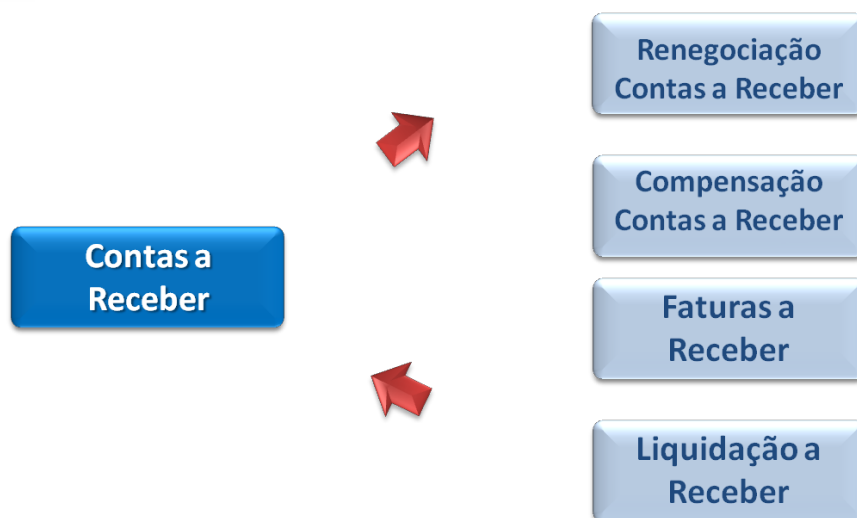 Renegociação
Contas a Receber
Compensação
Contas a Receber
Contas a
Receber
Faturas a
Receber
Liquidação a
Receber